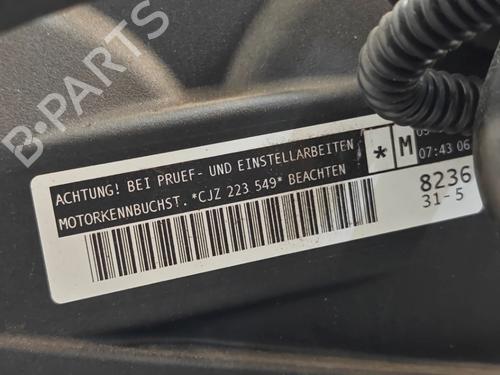 B-PARTS
ACHTUNG! BEI PRUEF- UND EINSTELLARBEITEN
MOTORKENNBUCHST. *CJZ 223 549* BEACHTEN
* M
07:43 06
8236
31-5